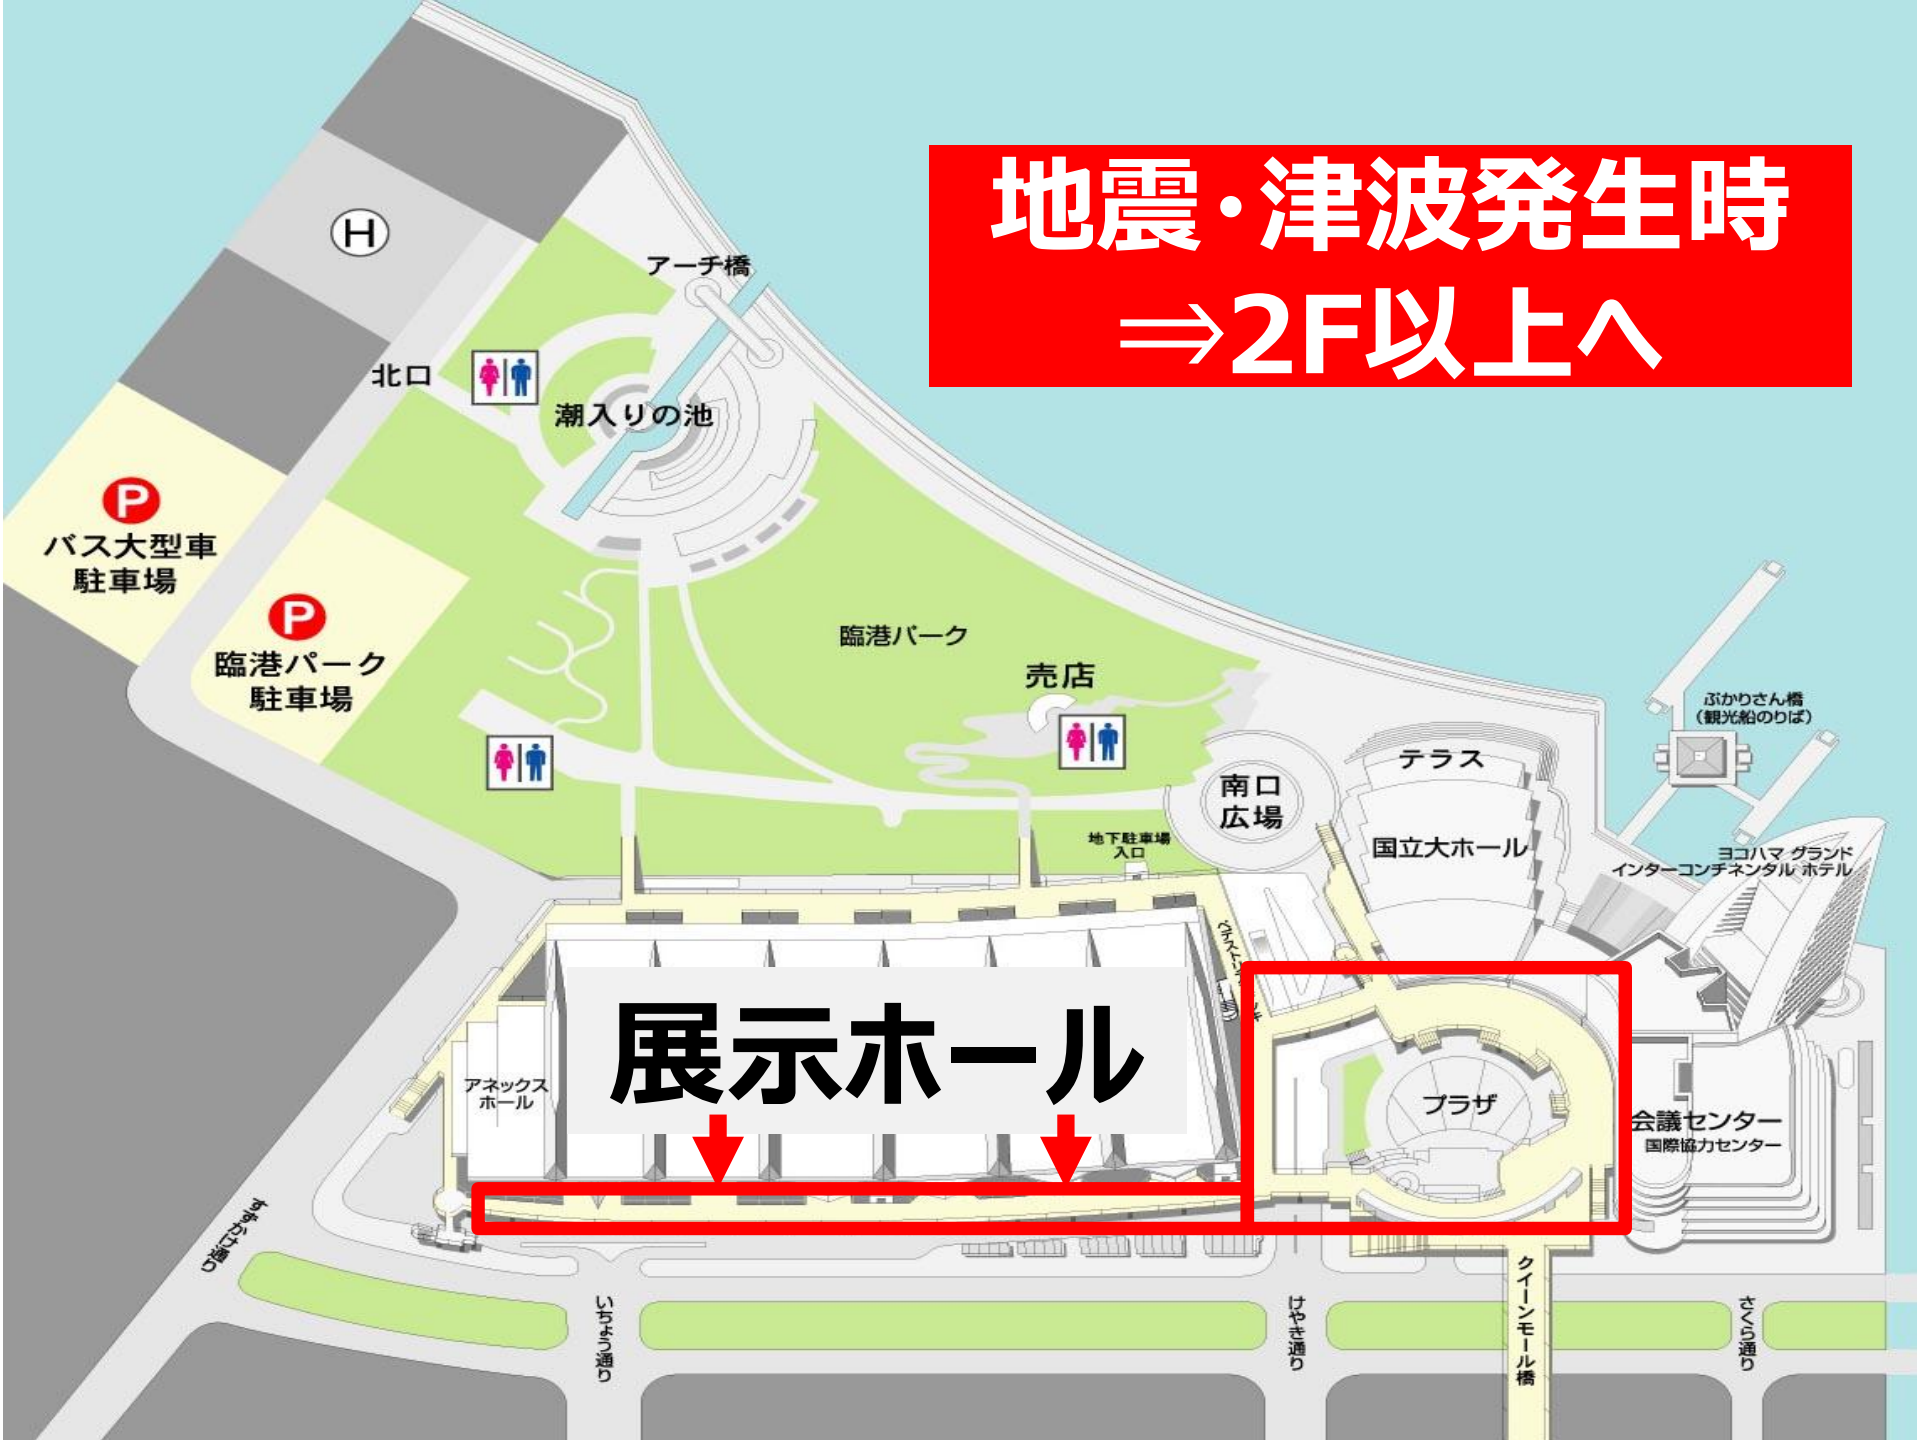 地震・津波発生時
⇒2F以上へ
H
アーチ橋
北口
潮入りの池
P
バス大型車
駐車場
P
臨港パーク
駐車場
臨港パーク
売店
ぷかりさん橋
(観光船のりば)
テラス
南口
広場
地下駐車場
入口
国立大ホール
ヨコハマ グランド
インターコンチネンタル ホテル
展示ホール
アネックス
ホール
プラザ
会議センター
国際協力センター
すずかけ通り
いちょう通り
けやき通り
クイーンモール橋
さくら通り